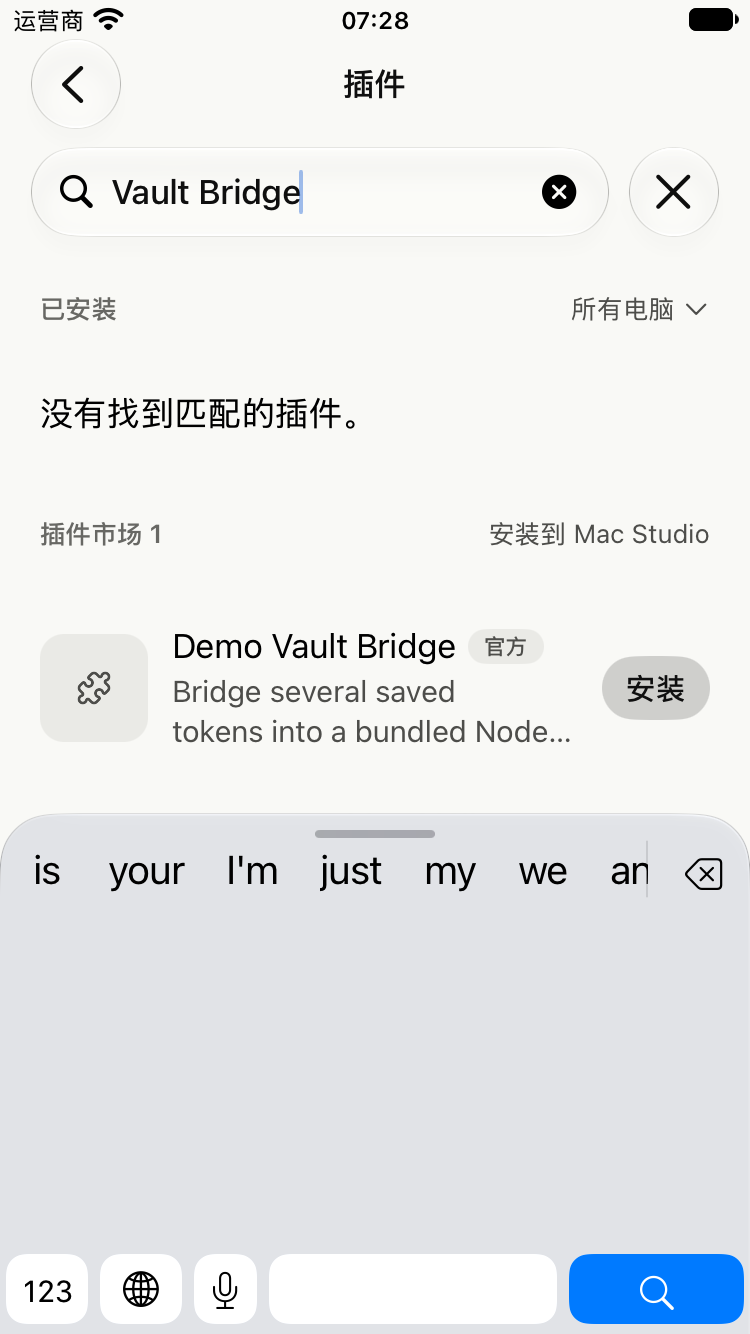 运营商 07:28
插件
Vault Bridge
已安装 所有电脑
没有找到匹配的插件。
插件市场 1 安装到 Mac Studio
Demo Vault Bridge 官方
Bridge several saved
tokens into a bundled Node...
安装
is your I'm just my we an
123